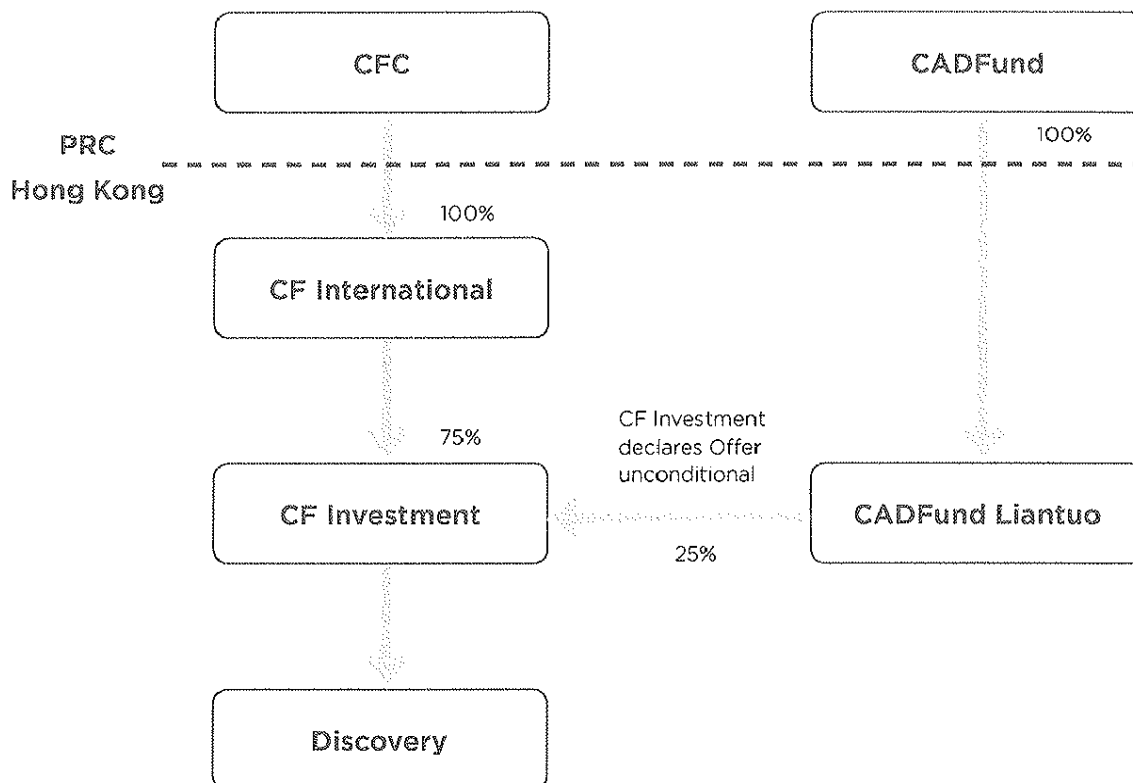 CFC
CADFund
100%
PRC
Hong Kong
100%
CF International
75%
CF Investment
declares Offer
unconditional
CF Investment
CADFund Liantuo
25%
Discovery